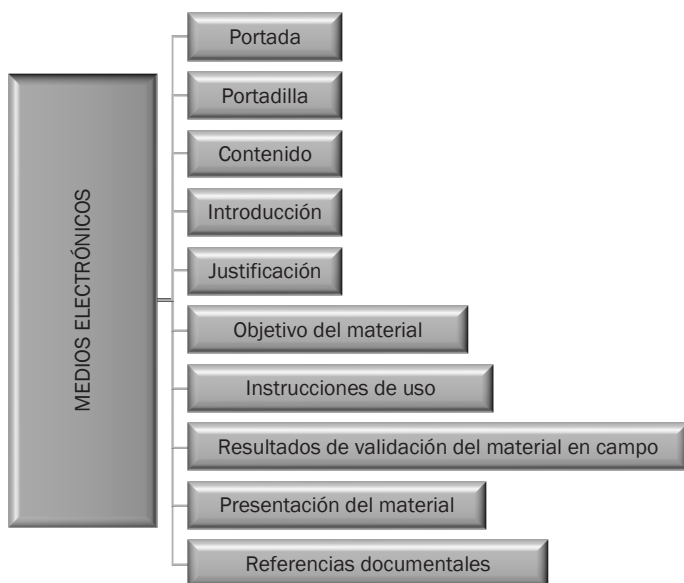 MEDIOS ELECTRÓNICOS
Portada
Portadilla
Contenido
Introducción
Justificación
Objetivo del material
Instrucciones de uso
Resultados de validación del material en campo
Presentación del material
Referencias documentales